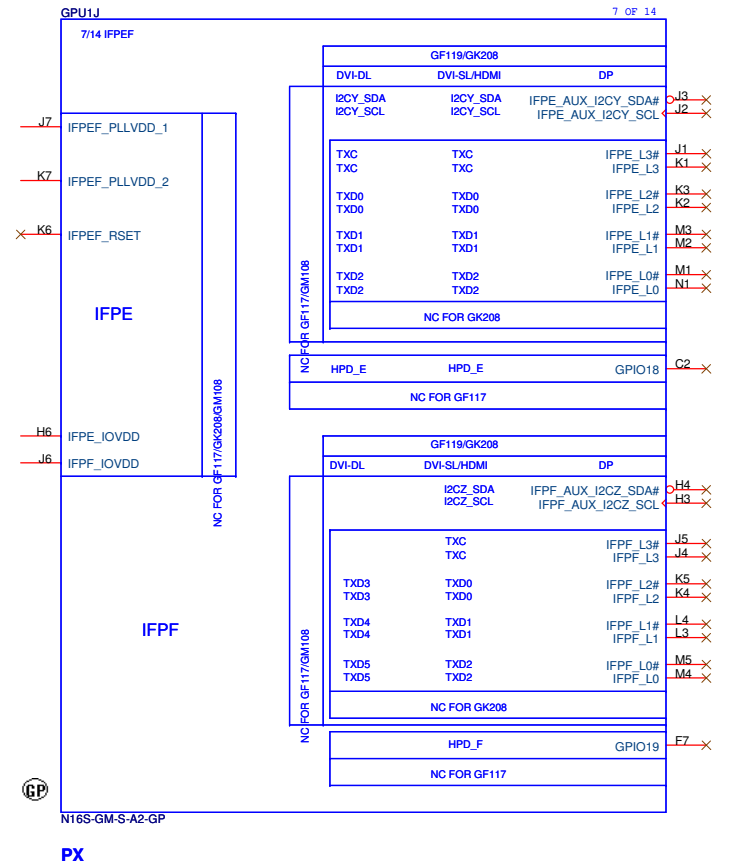 GPU1J
7 OF 14
7/14 IFPEF
GF119/GK208
DVI-DL DVI-SL/HDMI DP
I2CY_SDA I2CY_SDA IFPE_AUX_I2CY_SDA# J3
I2CY_SCL I2CY_SCL IFPE_AUX_I2CY_SCL J2
J7 IFPEF_PLLVDD_1
TXC TXC IFPE_L3# J1
TXC TXC IFPE_L3 K1
K7 IFPEF_PLLVDD_2
TXD0 TXD0 IFPE_L2# K3
TXD0 TXD0 IFPE_L2 K2
K6 IFPEF_RSET
TXD1 TXD1 IFPE_L1# M3
TXD1 TXD1 IFPE_L1 M2
TXD2 TXD2 IFPE_L0# M1
TXD2 TXD2 IFPE_L0 N1
IFPE
NC FOR GK208
NC FOR GF117/GM108
HPD_E HPD_E GPIO18 C2
NC FOR GF117
NC FOR GF117/GK208/GM108
H6 IFPE_IOVDD
J6 IFPF_IOVDD
GF119/GK208
DVI-DL DVI-SL/HDMI DP
I2CZ_SDA IFPF_AUX_I2CZ_SDA# H4
I2CZ_SCL IFPF_AUX_I2CZ_SCL H3
TXC IFPF_L3# J5
TXC IFPF_L3 J4
TXD3 TXD0 IFPF_L2# K5
TXD3 TXD0 IFPF_L2 K4
IFPF
TXD4 TXD1 IFPF_L1# L4
TXD4 TXD1 IFPF_L1 L3
TXD5 TXD2 IFPF_L0# M5
TXD5 TXD2 IFPF_L0 M4
NC FOR GK208
NC FOR GF117/GM108
HPD_F GPIO19 F7
NC FOR GF117
GP
N16S-GM-S-A2-GP
PX